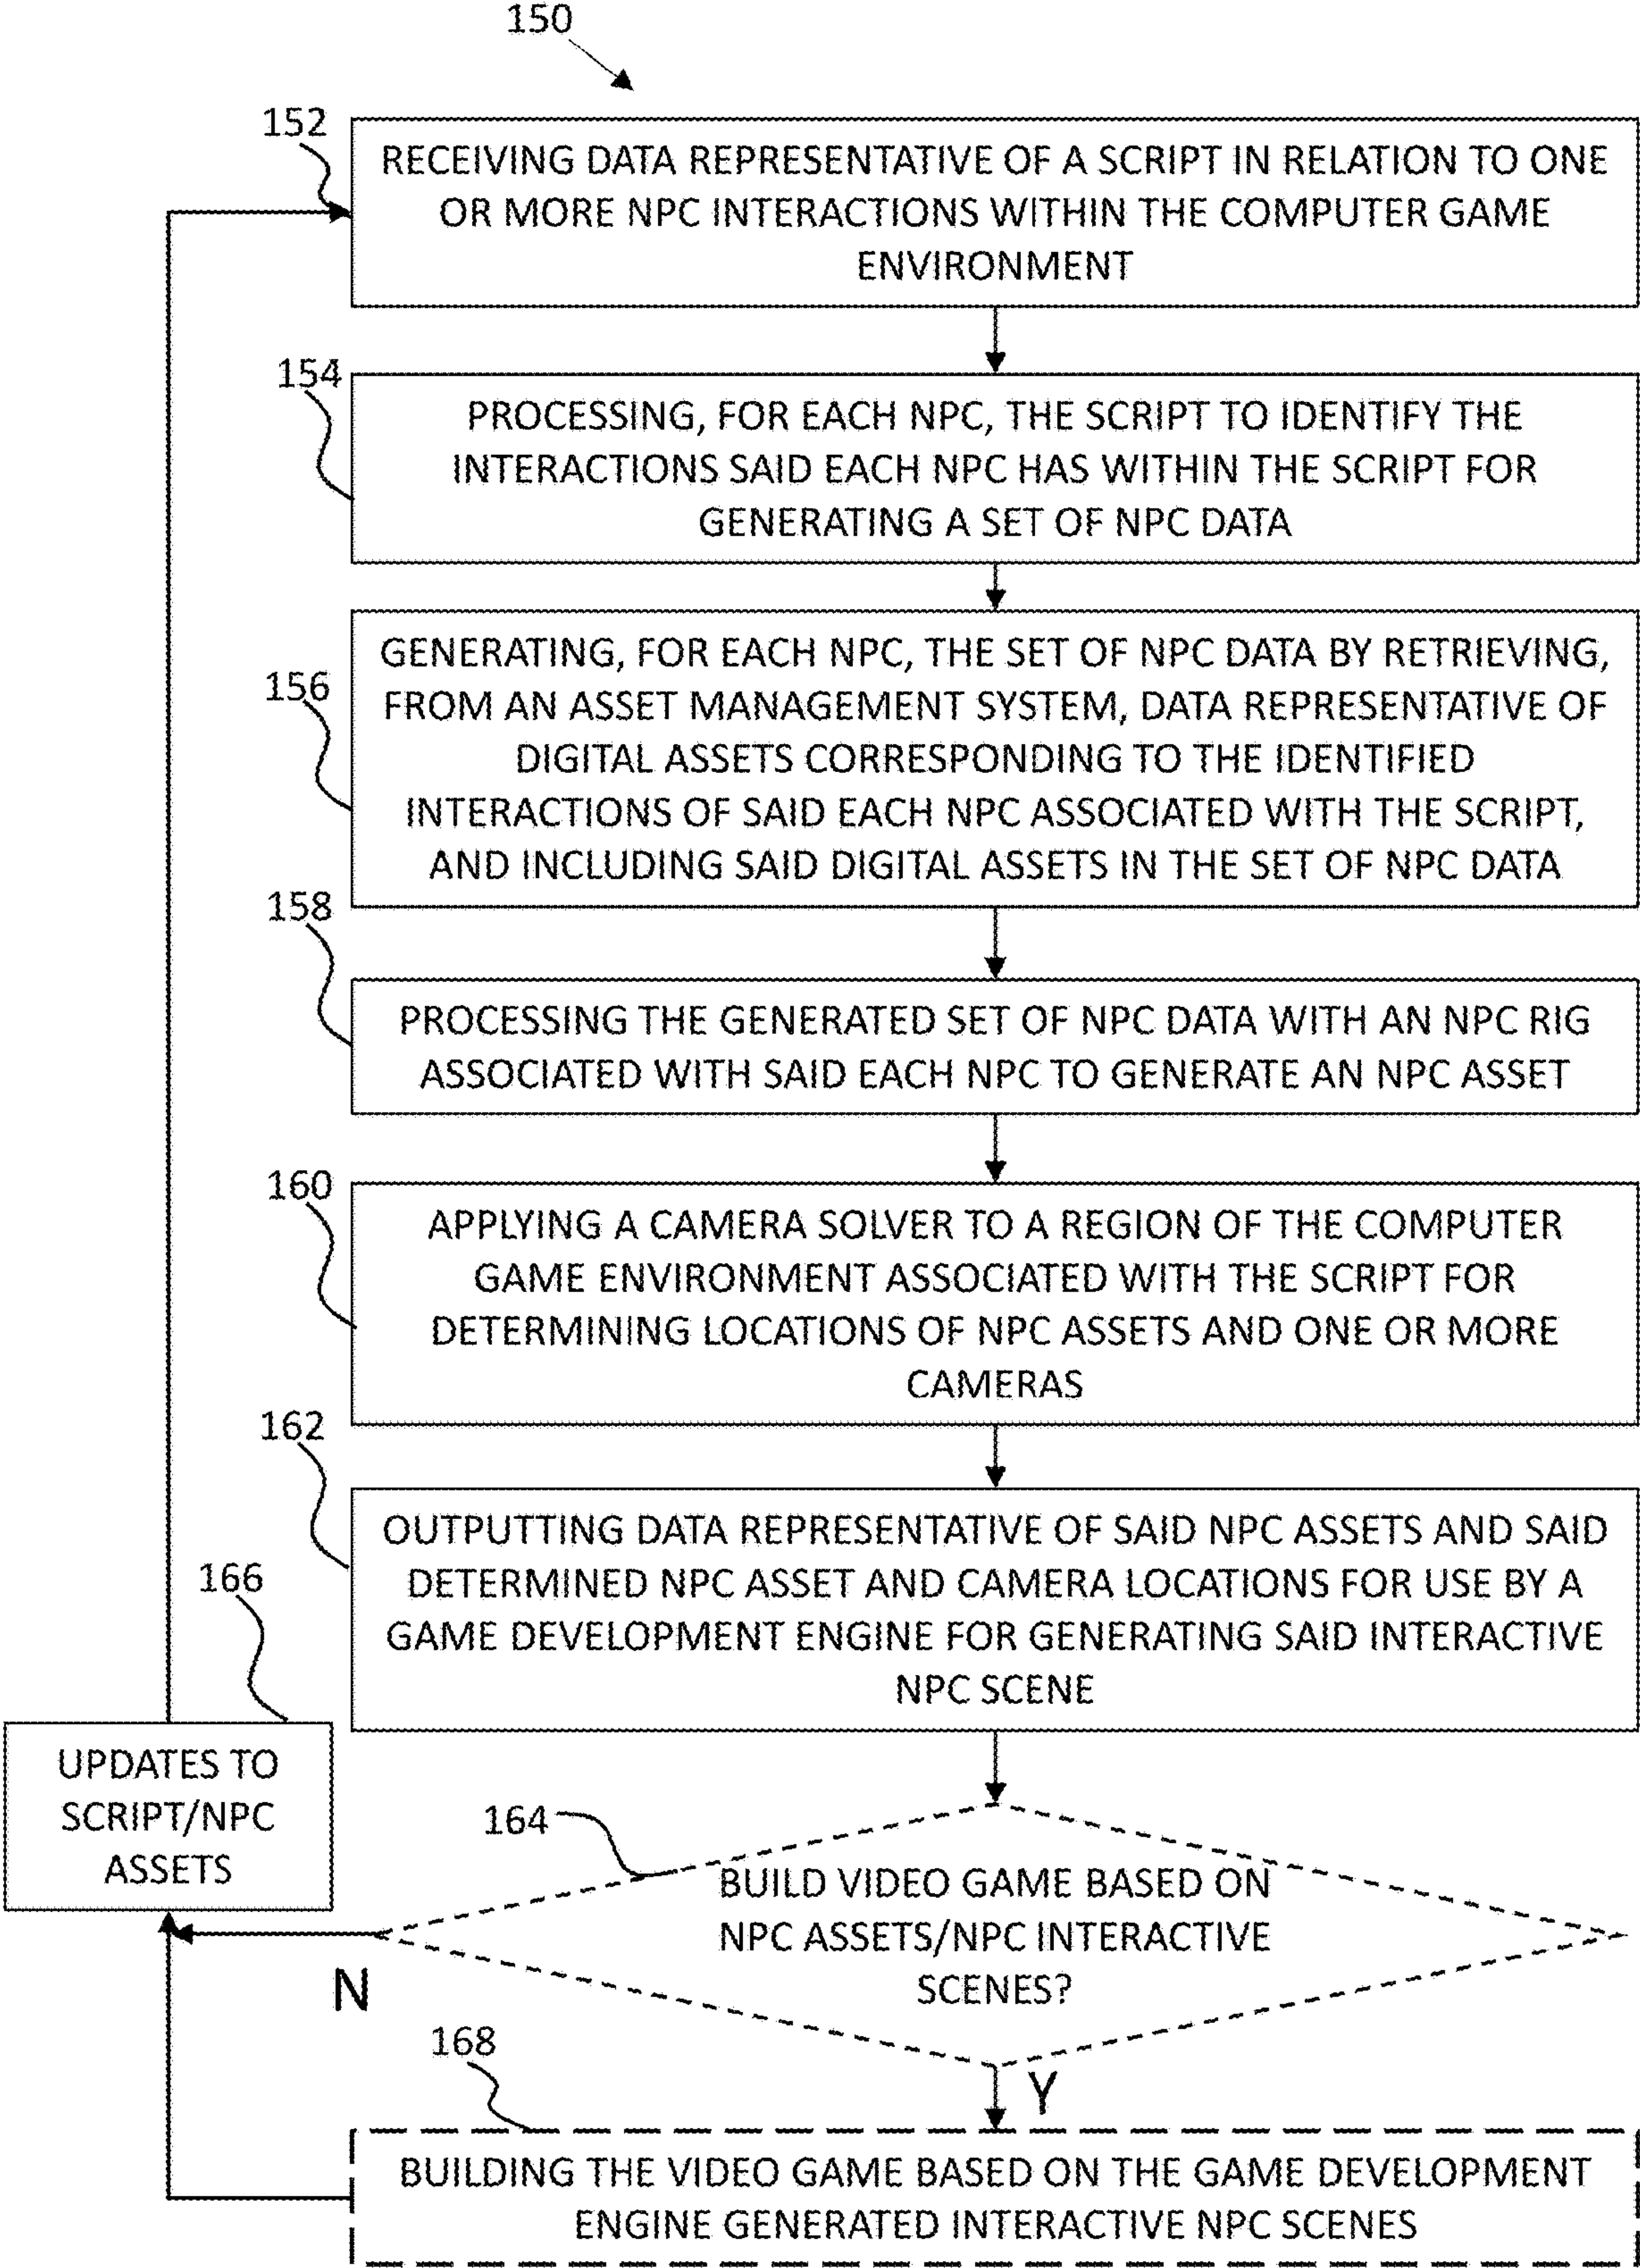 150
152
RECEIVING DATA REPRESENTATIVE OF A SCRIPT IN RELATION TO ONE
OR MORE NPC INTERACTIONS WITHIN THE COMPUTER GAME
ENVIRONMENT
154
PROCESSING, FOR EACH NPC, THE SCRIPT TO IDENTIFY THE
INTERACTIONS SAID EACH NPC HAS WITHIN THE SCRIPT FOR
GENERATING A SET OF NPC DATA
156
GENERATING, FOR EACH NPC, THE SET OF NPC DATA BY RETRIEVING,
FROM AN ASSET MANAGEMENT SYSTEM, DATA REPRESENTATIVE OF
DIGITAL ASSETS CORRESPONDING TO THE IDENTIFIED
INTERACTIONS OF SAID EACH NPC ASSOCIATED WITH THE SCRIPT,
AND INCLUDING SAID DIGITAL ASSETS IN THE SET OF NPC DATA
158
PROCESSING THE GENERATED SET OF NPC DATA WITH AN NPC RIG
ASSOCIATED WITH SAID EACH NPC TO GENERATE AN NPC ASSET
160
APPLYING A CAMERA SOLVER TO A REGION OF THE COMPUTER
GAME ENVIRONMENT ASSOCIATED WITH THE SCRIPT FOR
DETERMINING LOCATIONS OF NPC ASSETS AND ONE OR MORE
CAMERAS
162
OUTPUTTING DATA REPRESENTATIVE OF SAID NPC ASSETS AND SAID
DETERMINED NPC ASSET AND CAMERA LOCATIONS FOR USE BY A
GAME DEVELOPMENT ENGINE FOR GENERATING SAID INTERACTIVE
NPC SCENE
166
UPDATES TO
SCRIPT/NPC
ASSETS
164
BUILD VIDEO GAME BASED ON
NPC ASSETS/NPC INTERACTIVE
SCENES?
N
Y
168
BUILDING THE VIDEO GAME BASED ON THE GAME DEVELOPMENT
ENGINE GENERATED INTERACTIVE NPC SCENES